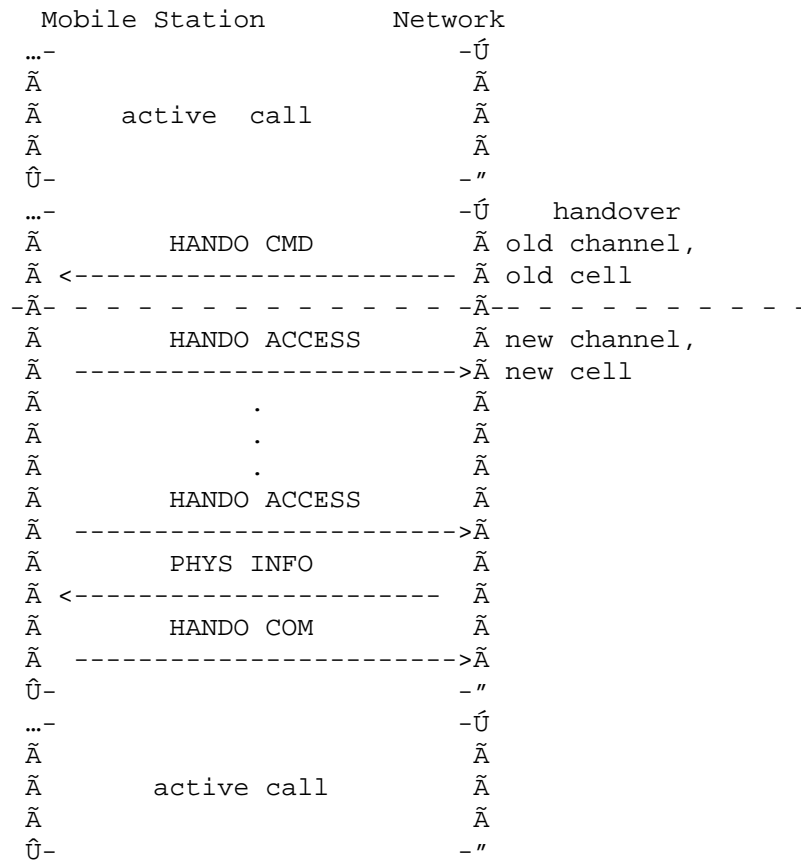 Mobile Station        Network
…-                          -Ú
Ã                           Ã
Ã     active  call          Ã
Ã                           Ã
Û-                          -”
…-                          -Ú   handover
Ã        HANDO CMD          Ã old channel,
Ã <------------------------ Ã old cell
-Ã- - - - - - - - - - - - - -Ã-- - - - - - - - - -
Ã        HANDO ACCESS       Ã new channel,
Ã  ------------------------>Ã new cell
Ã             .             Ã
Ã             .             Ã
Ã             .             Ã
Ã        HANDO ACCESS       Ã
Ã  ------------------------>Ã
Ã        PHYS INFO          Ã
Ã <-----------------------  Ã
Ã        HANDO COM          Ã
Ã  ------------------------>Ã
Û-                          -”
…-                          -Ú
Ã                           Ã
Ã       active call         Ã
Ã                           Ã
Û-                          -”